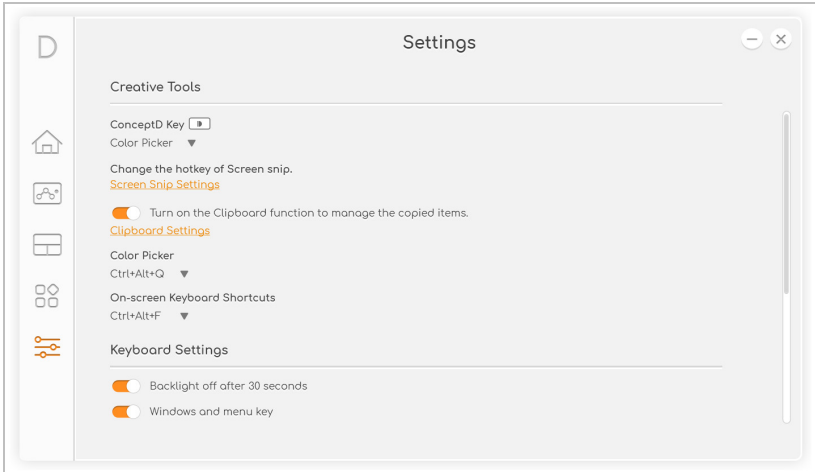 D
Settings
Creative Tools
ConceptD Key
Color Picker
Change the hotkey of Screen snip.
Screen Snip Settings
Turn on the Clipboard function to manage the copied items.
Clipboard Settings
Color Picker
Ctrl+Alt+Q
On-screen Keyboard Shortcuts
Ctrl+Alt+F
Keyboard Settings
Backlight off after 30 seconds
Windows and menu key